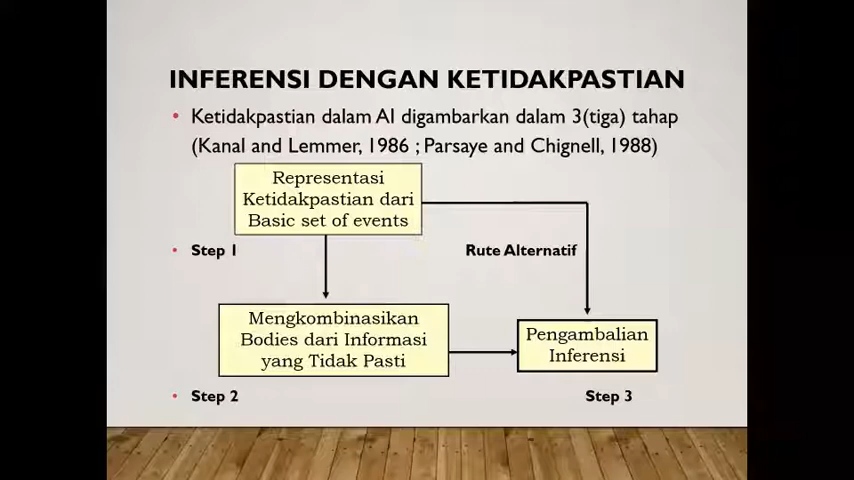 INFERENSI DENGAN KETIDAKPASTIAN
• Ketidakpastian dalam AI digambarkan dalam 3(tiga) tahap
(Kanal and Lemmer, 1986 ; Parsaye and Chignell, 1988)
Representasi
Ketidakpastian dari
Basic set of events
• Step 1
Rute Alternatif
Mengkombinasikan
Bodies dari Informasi
yang Tidak Pasti
Pengambalian
Inferensi
• Step 2
Step 3